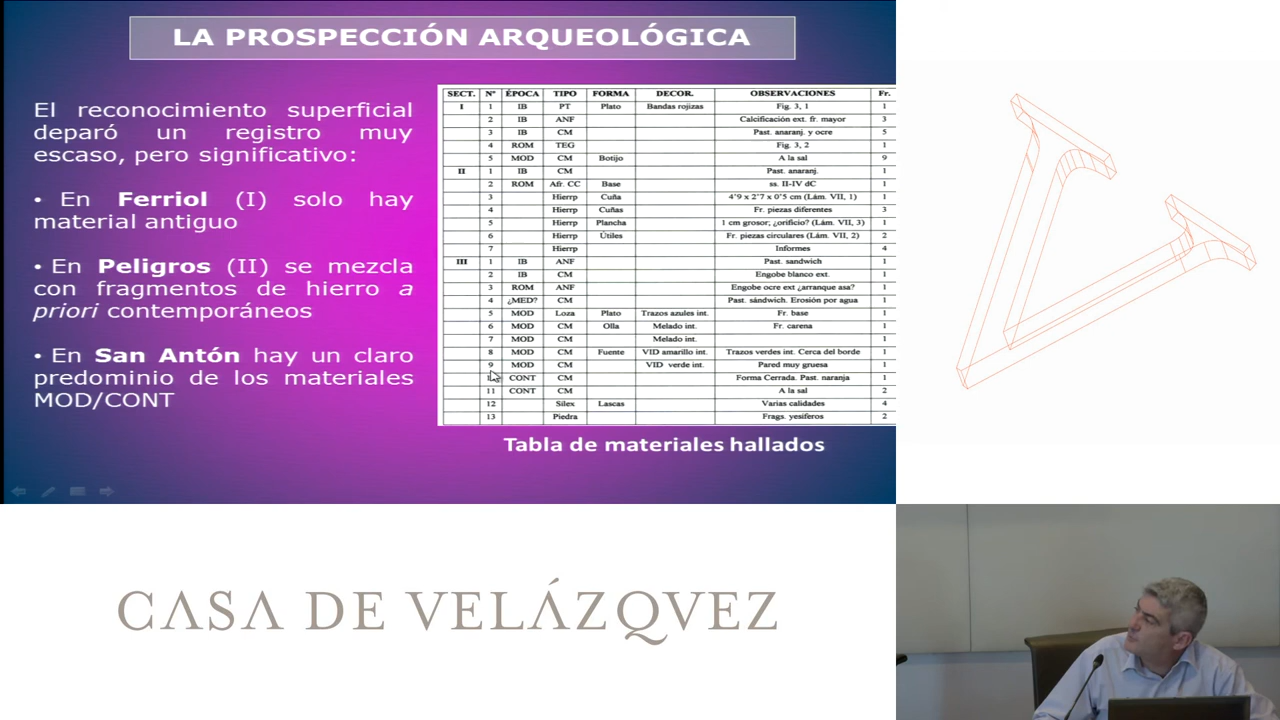 LA PROSPECCIÓN ARQUEOLÓGICA
El reconocimiento superficial
deparó un registro muy
escaso, pero significativo:
• En Ferriol (I) solo hay
material antiguo
• En Peligros (II) se mezcla
con fragmentos de hierro a
priori contemporáneos
• En San Antón hay un claro
predominio de los materiales
MOD/CONT
SECT. Nº ÉPOCA TIPO FORMA DECOR. OBSERVACIONES Fr.
I 1 IB PT Plato Bandas rojizas Fig. 3, 1 1
2 IB ANF Calcificación ext. fr. mayor 3
3 IB CM Past. anaranj. y ocre 5
4 ROM TEG Fig. 3, 2 1
5 MOD CM Botijo A la sal 9
II 1 IB CM Past. anaranj. 1
2 ROM Afr. CC Base ss. II-IV dC 1
3 Hierrp Cuña 4'9 x 2'7 x 0'5 cm (Lám. VII, 1) 1
4 Hierrp Cuñas Fr. piezas diferentes 3
5 Hierrp Plancha 1 cm grosor; ¿orificio? (Lám. VII, 3) 1
6 Hierrp Útiles Fr. piezas circulares (Lám. VII, 2) 2
7 Hierrp Informes 4
III 1 IB ANF Past. sandwich 1
2 IB CM Engobe blanco ext. 1
3 ROM ANF Engobe ocre ext ¿arranque asa? 1
4 ¿MED? CM Past. sándwich. Erosión por agua 1
5 MOD Loza Plato Trazos azules int. Fr. base 1
6 MOD CM Olla Melado int. Fr. carena 1
7 MOD CM Melado int. 1
8 MOD CM Fuente VID amarillo int. Trazos verdes int. Cerca del borde 1
9 MOD CM VID verde int. Pared muy gruesa 1
CONT CM Forma Cerrada. Past. naranja 1
11 CONT CM A la sal 2
12 Sílex Lascas Varias calidades 4
13 Piedra Frags. yesíferos 2
Tabla de materiales hallados
CASA DE VELÁZQVEZ